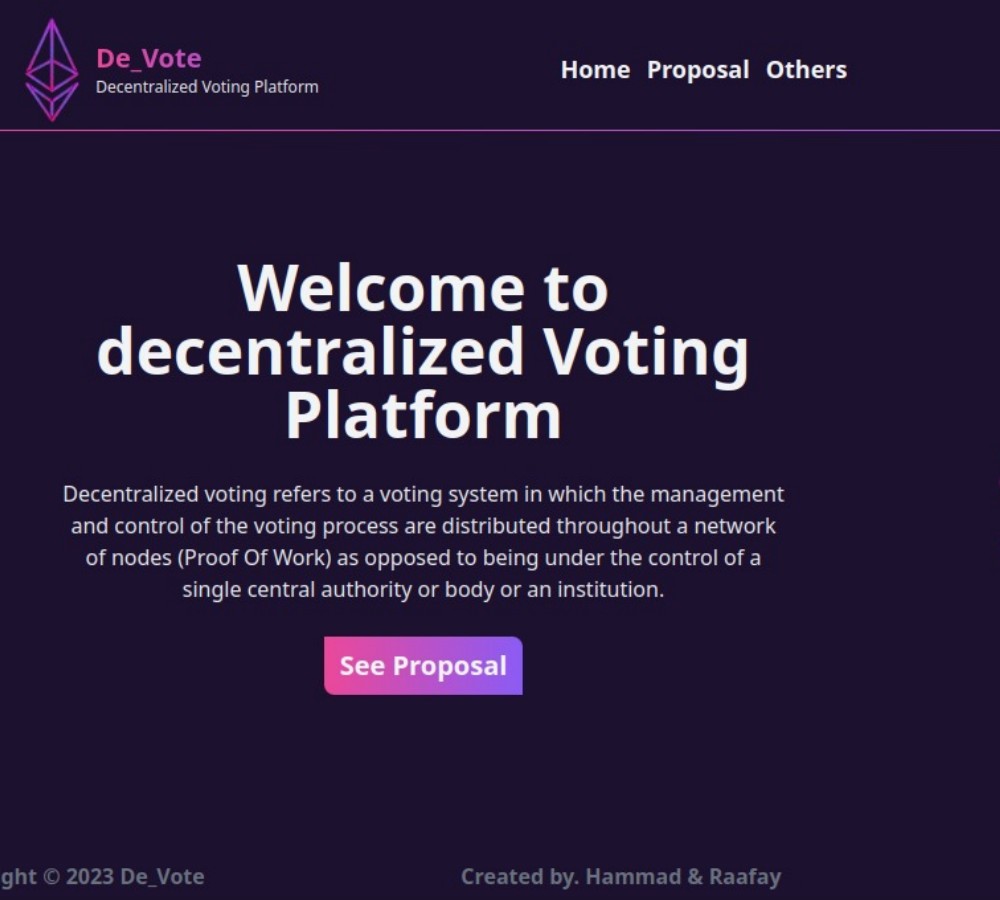 De_Vote
Decentralized Voting Platform
Home Proposal Others
Welcome to
decentralized Voting
Platform
Decentralized voting refers to a voting system in which the management
and control of the voting process are distributed throughout a network
of nodes (Proof Of Work) as opposed to being under the control of a
single central authority or body or an institution.
See Proposal
ght © 2023 De_Vote
Created by. Hammad & Raafay